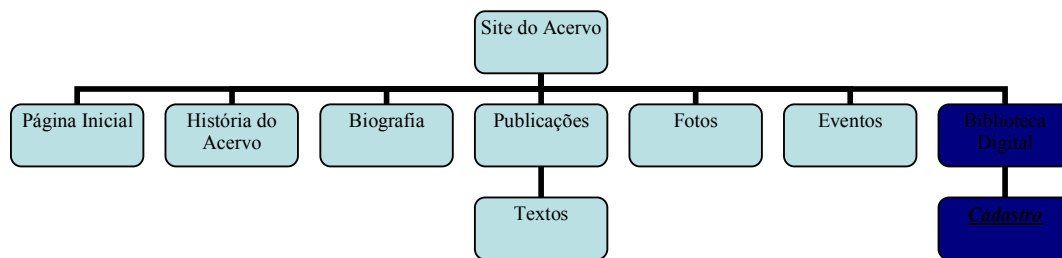 Site do Acervo
Página Inicial
História do
Acervo
Biografia
Publicações
Fotos
Eventos
Biblioteca
Digital
Textos
Cadastro